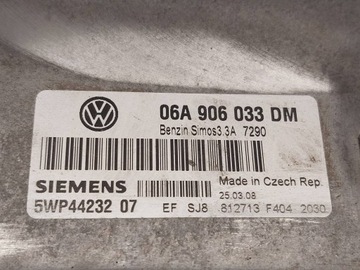 06A 906 033 DM
Benzin Simos3.3A 7290
SIEMENS
Made in Czech Rep.
25.03.08
5WP44232 07 EF SJ8 812713 F404 2030